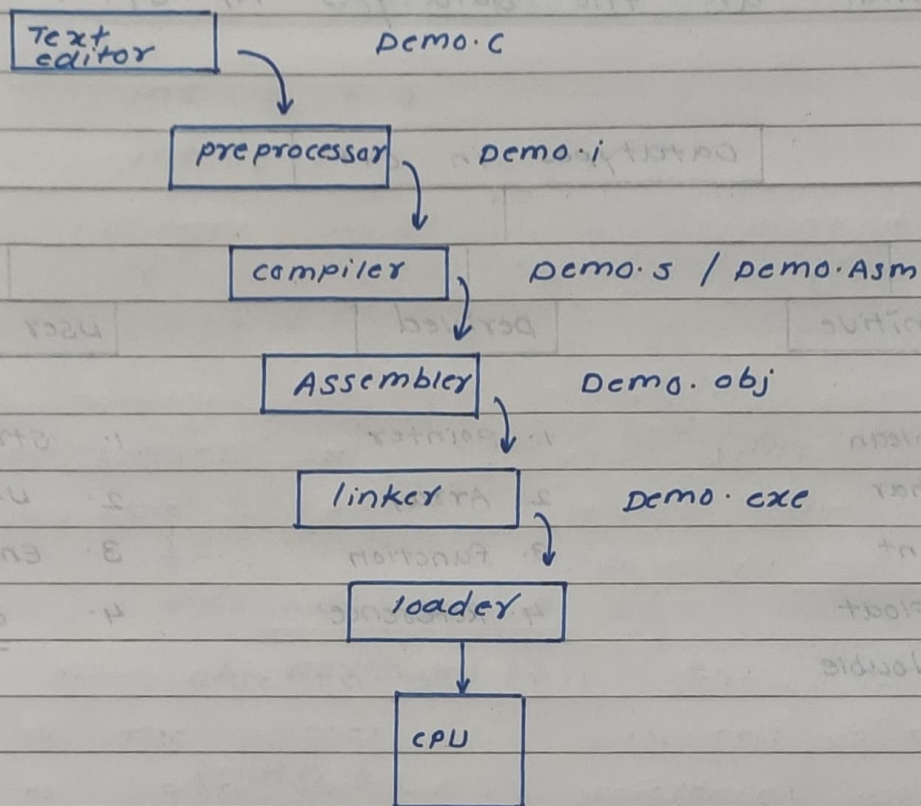 Text
editor
Demo.c
preprocessor
Demo.i
compiler
Demo.s / Demo.Asm
Assembler
Demo.obj
linker
Demo.exe
loader
CPU